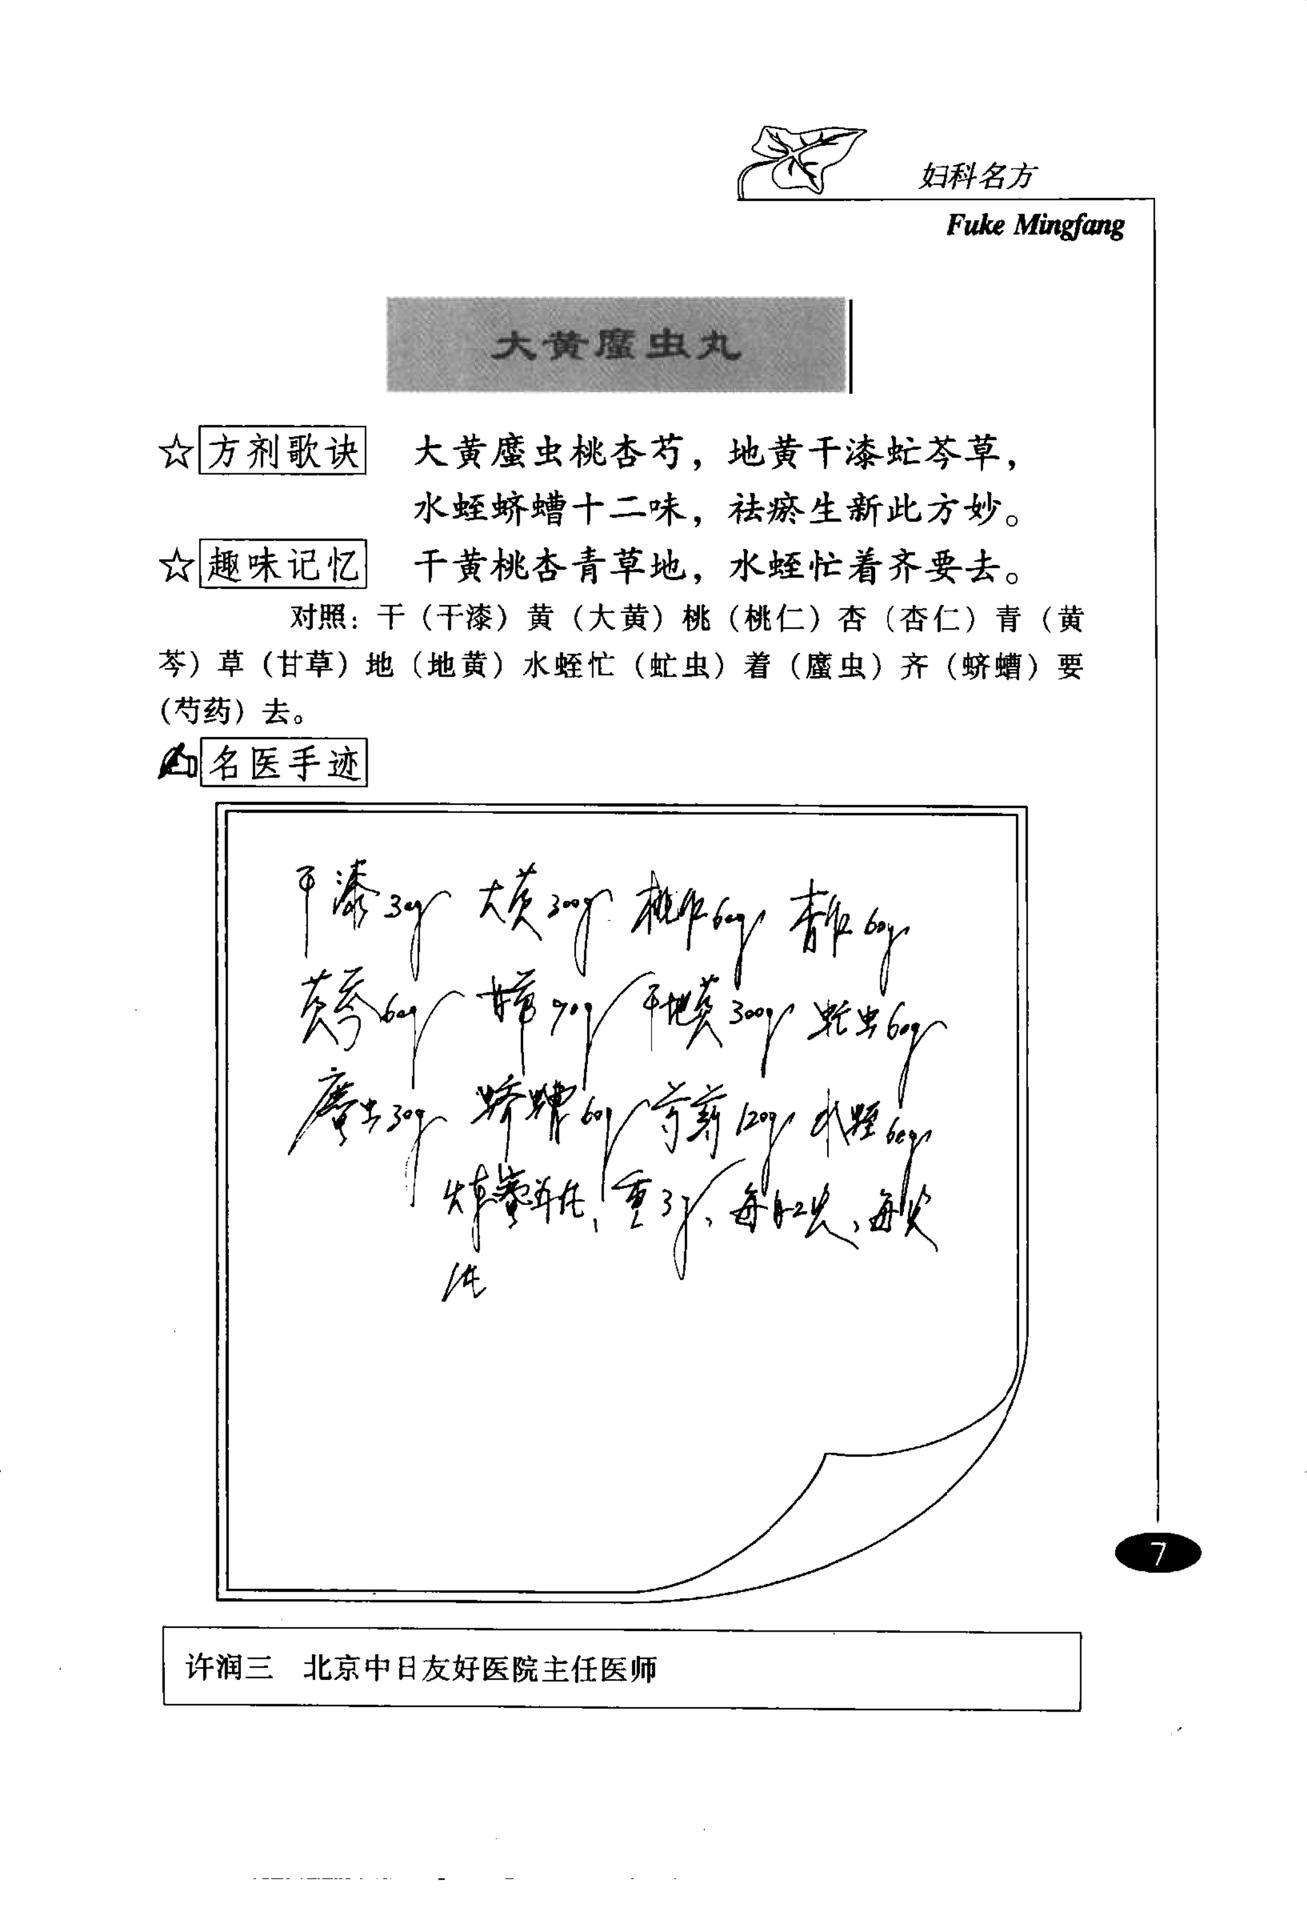 妇科名方
Fuke Mingfang
大黄䗪虫丸
☆方剂歌诀 大黄䗪虫桃杏芍，地黄干漆虻芩草，
水蛭蛴螬十二味，祛瘀生新此方妙。
☆趣味记忆 干黄桃杏青草地，水蛭忙着齐要去。
对照：干（干漆）黄（大黄）桃（桃仁）杏（杏仁）青（黄
芩）草（甘草）地（地黄）水蛭忙（虻虫）着（䗪虫）齐（蛴螬）要
（芍药）去。
名医手迹
干漆30g 大黄300g 桃仁60g 杏仁60g
黄芩60g 甘草90g 干地黄300g 虻虫60g
䗪虫30g 蛴螬60g 芍药120g 水蛭60g
炼蜜为丸、重3g、每日2次、每次
1丸
7
许润三 北京中日友好医院主任医师